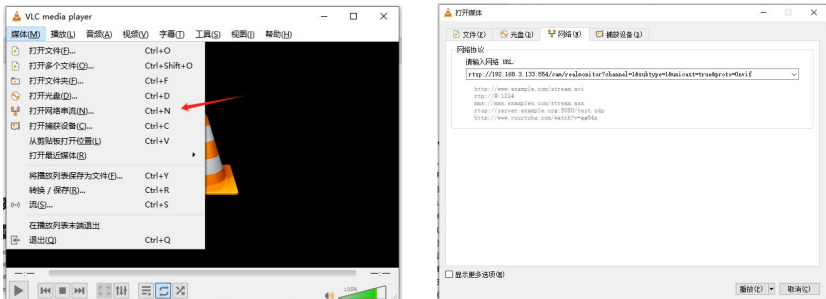 VLC media player
媒体(M) 播放(L) 音频(A) 视频(V) 字幕(T) 工具(S) 视图(I) 帮助(H)
打开文件(F)... Ctrl+O
打开多个文件(O)... Ctrl+Shift+O
打开文件夹(F)... Ctrl+F
打开光盘(D)... Ctrl+D
打开网络串流(N)... Ctrl+N
打开捕获设备(C)... Ctrl+C
从剪贴板打开位置(L) Ctrl+V
打开最近媒体(R)
将播放列表保存为文件(F)... Ctrl+Y
转换 / 保存(R)... Ctrl+R
流(S)... Ctrl+S
在播放列表末端退出
退出(Q) Ctrl+Q
100%
打开媒体
文件(F) 光盘(D) 网络(N) 捕获设备(D)
网络协议
请输入网络 URL:
rtsp://192.168.3.133:554/cam/realmonitor?channel=1&subtype=1&unicast=true&proto=Onvif
http://www.example.com/stream.avi
rtp://@:1234
mms://mms.examples.com/stream.asx
rtsp://server.example.org:8080/test.sdp
http://www.yourtube.com/watch?v=gg64x
显示更多选项(M)
播放(P) 取消(C)